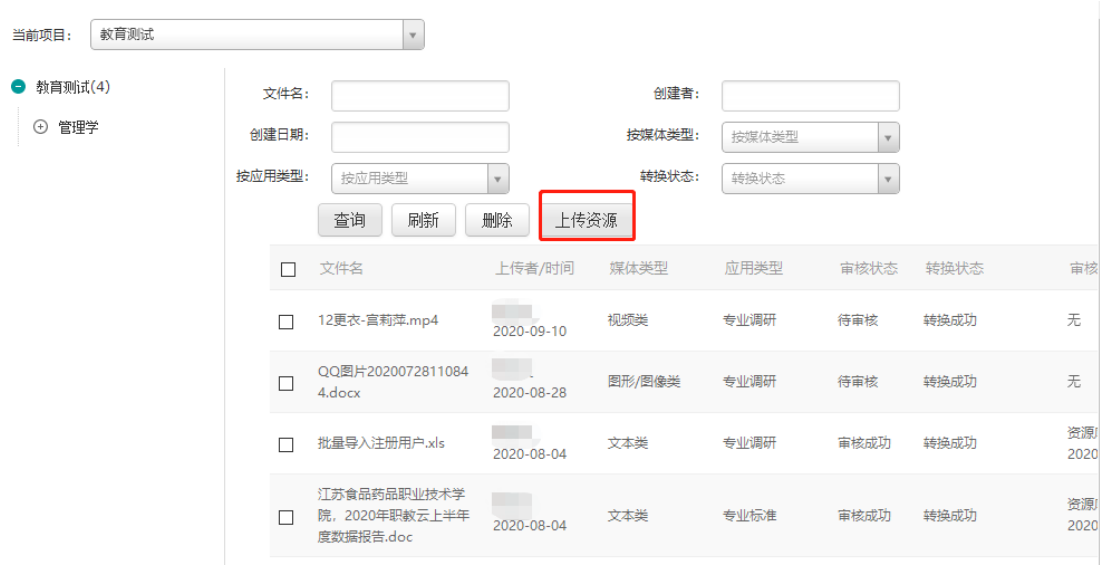 当前项目： 教育测试
教育测试(4)
管理学
文件名： 创建者：
创建日期： 按媒体类型： 按媒体类型
按应用类型： 按应用类型 转换状态： 转换状态
查询 刷新 删除 上传资源
文件名 上传者/时间 媒体类型 应用类型 审核状态 转换状态 审核
12更衣-宫莉萍.mp4 2020-09-10 视频类 专业调研 待审核 转换成功 无
QQ图片2020072811084
4.docx 2020-08-28 图形/图像类 专业调研 待审核 转换成功 无
批量导入注册用户.xls 2020-08-04 文本类 专业调研 审核成功 转换成功 资源
2020
江苏食品药品职业技术学
院，2020年职教云上半年
度数据报告.doc 2020-08-04 文本类 专业标准 审核成功 转换成功 资源
2020